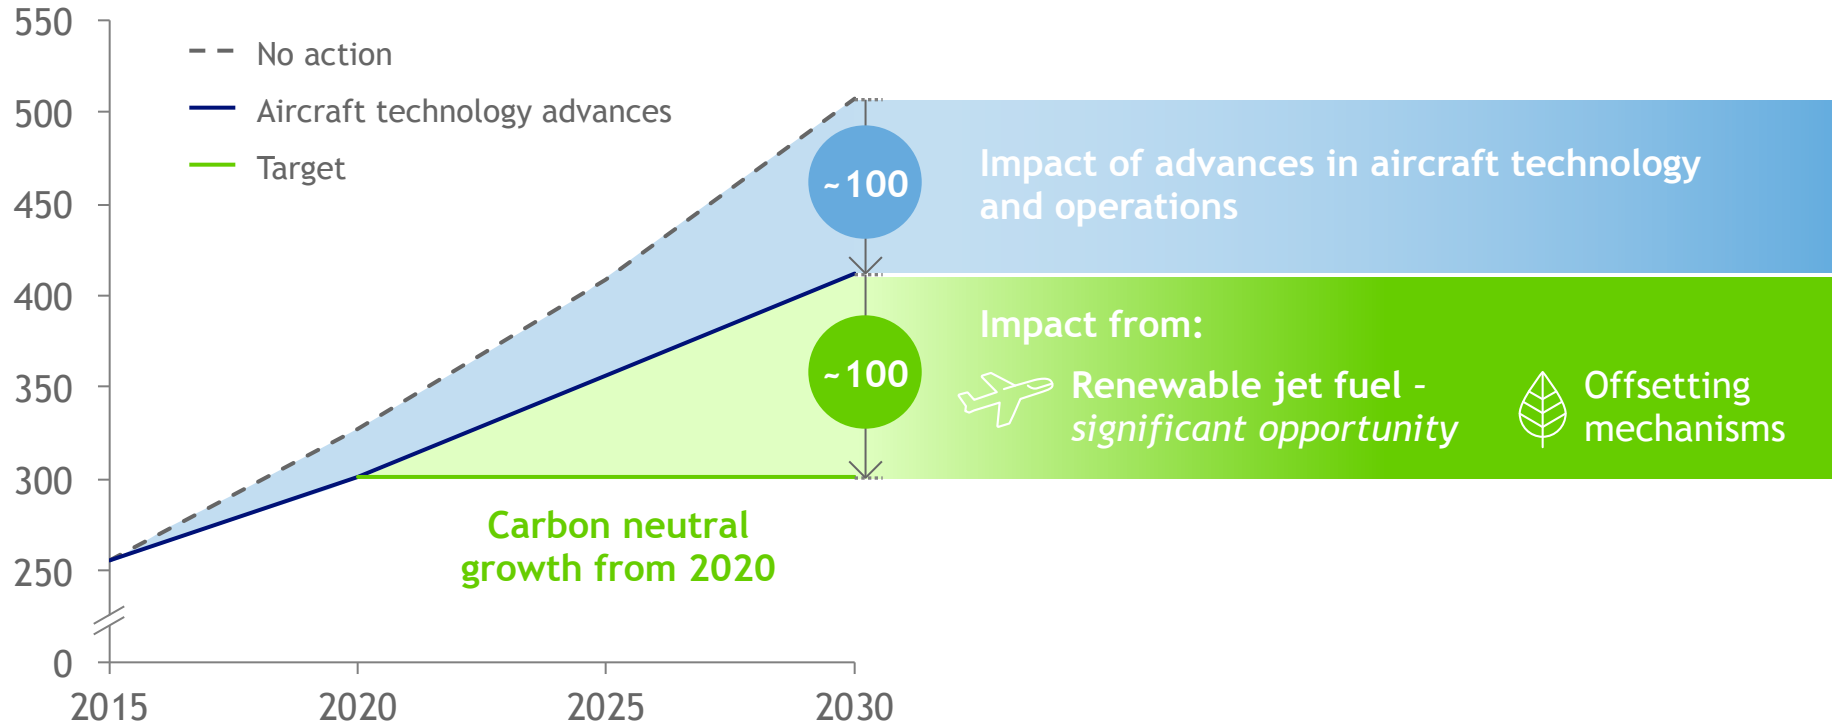 550
500
450
400
350
300
250
0
2015
2020
2025
2030
No action
Aircraft technology advances
Target
~100
Impact of advances in aircraft technology
and operations
~100
Impact from:
Renewable jet fuel –
significant opportunity
Offsetting
mechanisms
Carbon neutral
growth from 2020